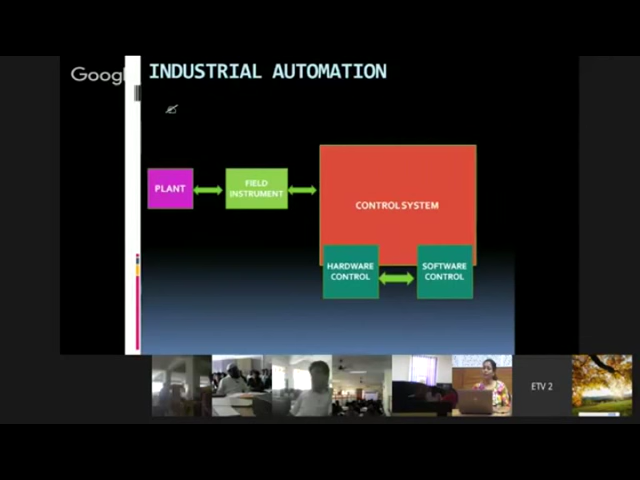 Googl
INDUSTRIAL AUTOMATION
PLANT
FIELD
INSTRUMENT
CONTROL SYSTEM
HARDWARE
CONTROL
SOFTWARE
CONTROL
ETV 2